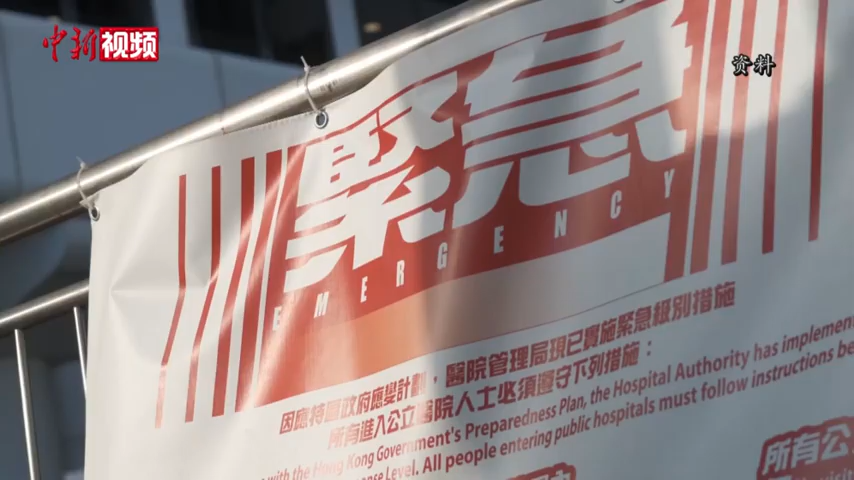 中新视频
资料
緊急
EMERGENCY
因應特區政府應變計劃，醫院管理局現已實施緊急級別措施
所有進入公立醫院人士必須遵守下列措施：
with the Hong Kong Government's Preparedness Plan, the Hospital Authority has implement
Level. All people entering public hospitals must follow instructions be
所有公